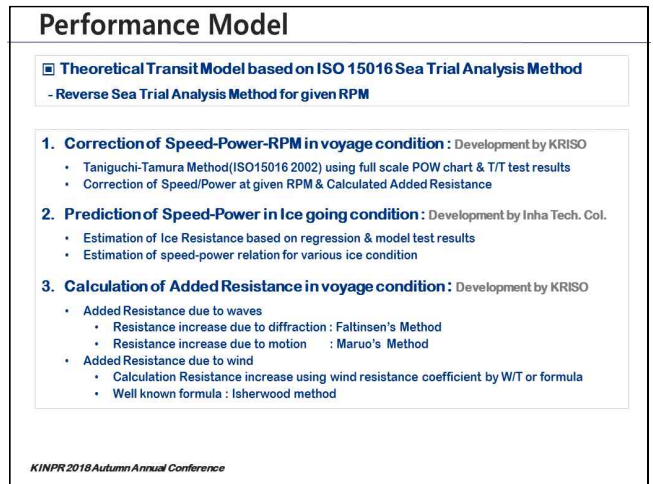 Performance Model
▣ Theoretical Transit Model based on ISO 15016 Sea Trial Analysis Method
- Reverse Sea Trial Analysis Method for given RPM
1. Correction of Speed-Power-RPM in voyage condition : Development by KRISO
• Taniguchi-Tamura Method(ISO15016 2002) using full scale POW chart & T/T test results
• Correction of Speed/Power at given RPM & Calculated Added Resistance
2. Prediction of Speed-Power in Ice going condition : Development by Inha Tech. Col.
• Estimation of Ice Resistance based on regression & model test results
• Estimation of speed-power relation for various ice condition
3. Calculation of Added Resistance in voyage condition : Development by KRISO
• Added Resistance due to waves
• Resistance increase due to diffraction : Faltinsen's Method
• Resistance increase due to motion : Maruo's Method
• Added Resistance due to wind
• Calculation Resistance increase using wind resistance coefficient by W/T or formula
• Well known formula : Isherwood method
KINPR 2018 Autumn Annual Conference